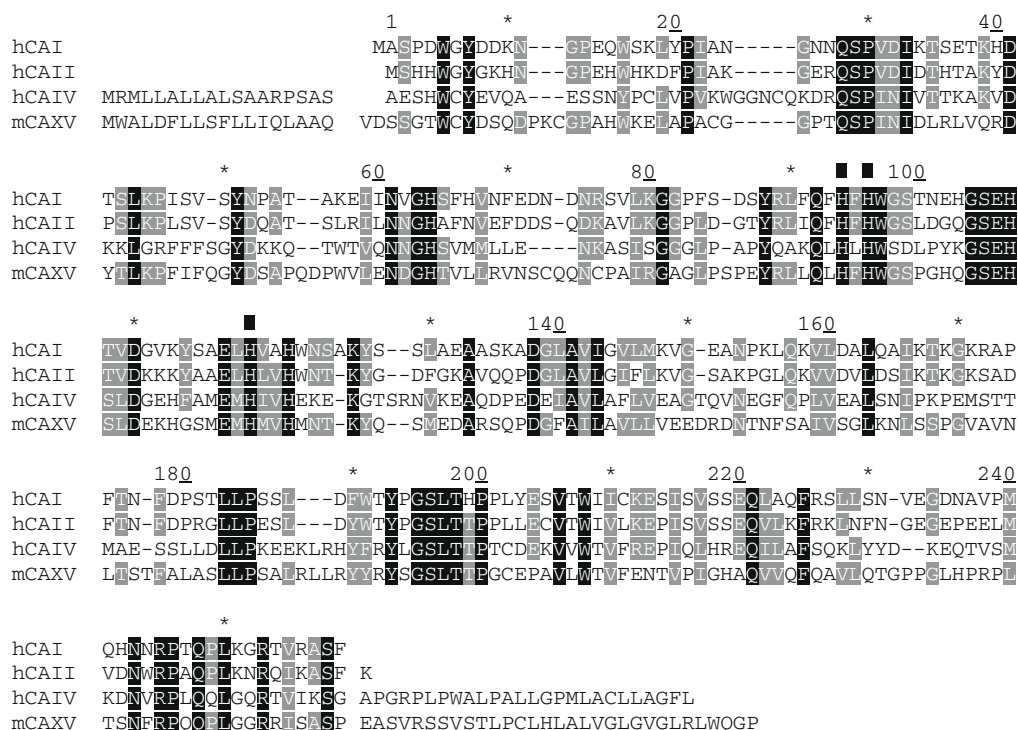 1 * 20 * 40
hCAI MASPDWGYDDKN---GPEQWSKLYPIAN-----GNNQSPVDIKTSETKHD
hCAII MSHHWGYGKHN---GPEHWHKDFPIAK-----GERQSPVDIDTHTAKYD
hCAIV MRMLLALLALSAARPSAS AESHWCYEVQA---ESSNYPCLVPVKWGGNCQKDRQSPINIVTTKAKVD
mCAXV MWALDFLLSFLLIQLAAQ VDSSGTWCYDSQDPKCGPAHWKELAPACG-----GPTQSPINIDLRLVQRD
* 60 * 80 * 100
hCAI TSLKPISV-SYNPAT--AKEIINVGHSFHVNFEDN-DNRSVLKGGPFS-DSYRLFQFHFHWGSTNEHGSEH
hCAII PSLKPLSV-SYDQAT--SLRILNNGHAFNVEFDDS-QDKAVLKGGPLD-GTYRLIQFHFHWGSLDGQGSEH
hCAIV KKLGRFFFSGYDKKQ--TWTVQNNGHSVMMLLE---NKASISGGGLP-APYQAKQLHLHWSDLPYKGSEH
mCAXV YTLKPFIFQGYDSAPQDPWVLENDGHTVLLRVNSCQQNCPAIRGAGLPSPEYRLLQLHFHWGSPGHQGSEH
* * 140 * 160 *
hCAI TVDGVKYSAELHVAHWNSAKYS--SLAEAASKADGLAVIGVLMKVG-EANPKLQKVLDALQAIKTKGKRAP
hCAII TVDKKKYAAELHLVHWNT-KYG--DFGKAVQQPDGLAVLGIFLKVG-SAKPGLQKVVDVLDSIKTKGKSAD
hCAIV SLDGEHFAMEMHIVHEKE-KGTSRNVKEAQDPEDEIAVLAFLVEAGTQVNEGFQPLVEALSNIPKPEMSTT
mCAXV SLDEKHGSMEMHMVHMNT-KYQ--SMEDARSQPDGFAILAVLLVEEDRDNTNFSAIVSGLKNLSSPGVAVN
180 * 200 * 220 * 240
hCAI FTN-FDPSTLLPSSL---DFWTYPGSLTHPPLYESVTWIICKESISVSSEQLAQFRSLLSN-VEGDNAVPM
hCAII FTN-FDPRGLLPESL---DYWTYPGSLTTPPLLECVTWIVLKEPISVSSEQVLKFRKLNFN-GEGEPEELM
hCAIV MAE-SSLLDLLPKEEKLRHYFRYLGSLTTPTCDEKVVWTVFREPIQLHREQILAFSQKLYYD--KEQTVSM
mCAXV LTSTFALASLLPSALRLLRYYRYSGSLTTPGCEPAVLWTVFENTVPIGHAQVVQFQAVLQTGPPGLHPRPL
*
hCAI QHNNRPTQPLKGRTVRASF
hCAII VDNWRPAQPLKNRQIKASF K
hCAIV KDNVRPLQQLGQRTVIKSG APGRPLPWALPALLGPMLACLLAGFL
mCAXV TSNFRPQQPLGGRRISASP EASVRSSVSTLPCLHLALVGLGVGLRLWQGP